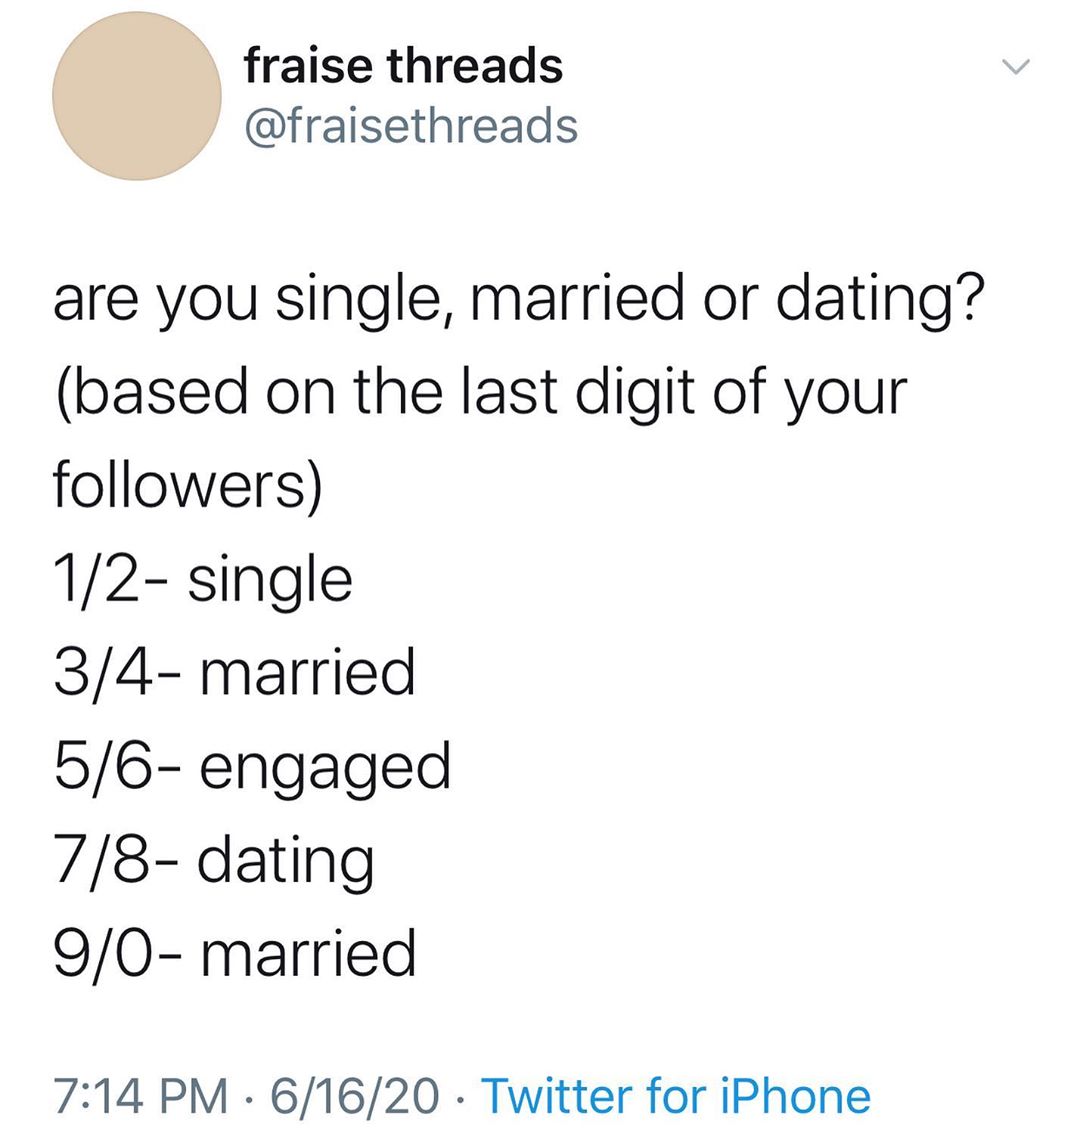 fraise threads
@fraisethreads
are you single, married or dating?
(based on the last digit of your
followers)
1/2- single
3/4- married
5/6- engaged
7/8- dating
9/0- married
7:14 PM · 6/16/20 · Twitter for iPhone